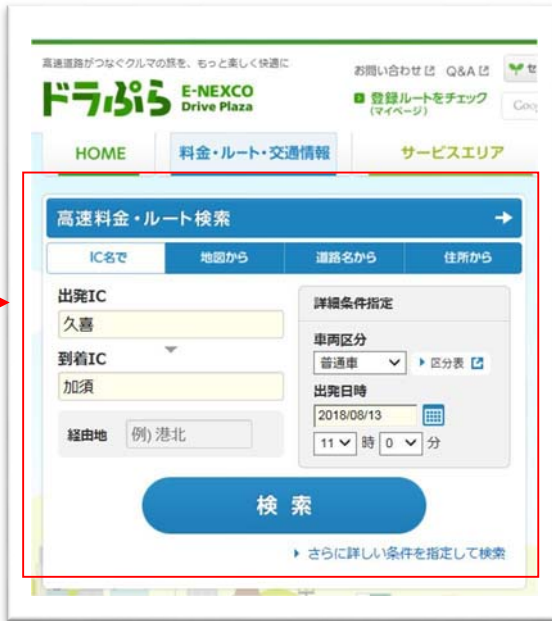 高速道路がつなぐクルマの旅を、もっと楽しく快適に
お問い合わせ Q&A
ドラぷら E-NEXCO
Drive Plaza
登録ルートをチェック
(マイページ)
HOME 料金・ルート・交通情報 サービスエリア
高速料金・ルート検索
IC名で 地図から 道路名から 住所から
出発IC
久喜
到着IC
加須
経由地 例) 港北
詳細条件指定
車両区分
普通車 区分表
出発日時
2018/08/13
11 時 0 分
検索
さらに詳しい条件を指定して検索